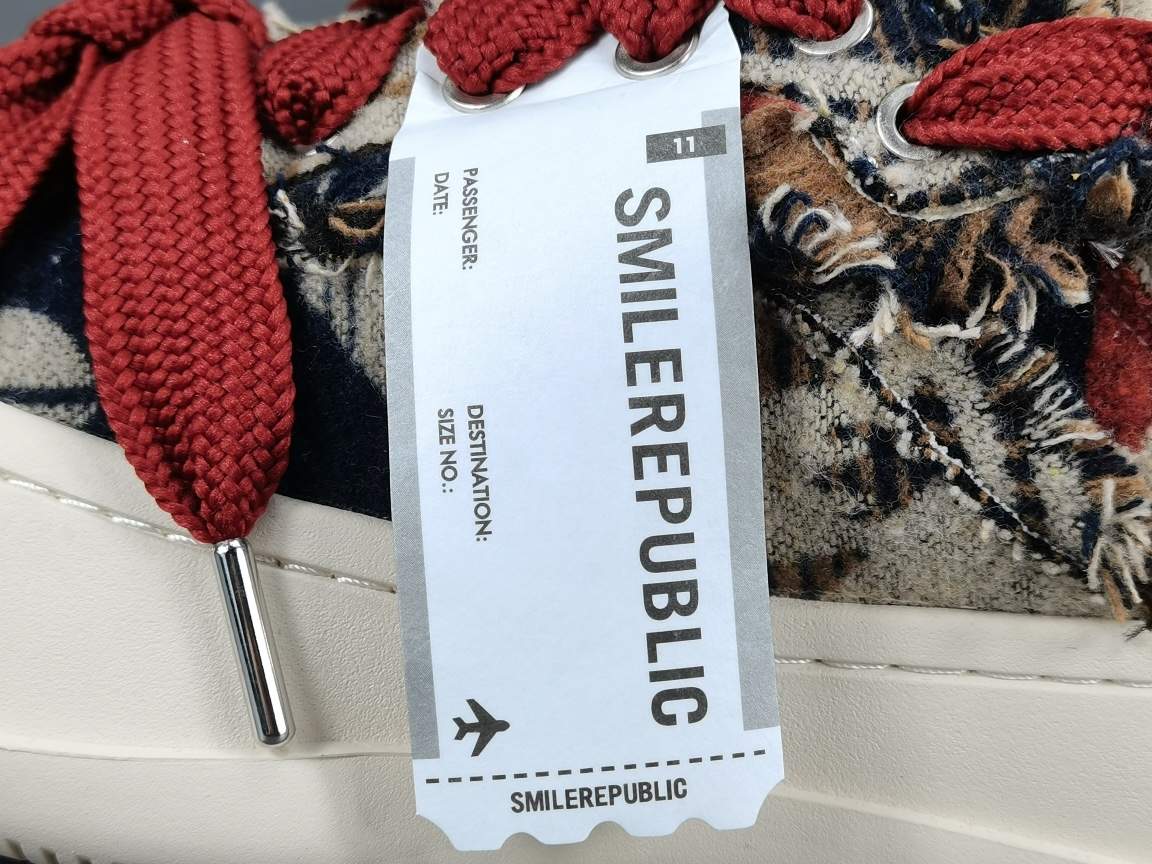 11
SMILEREPUBLIC
PASSENGER:
DATE:
DESTINATION:
SIZE NO.:
SMILEREPUBLIC